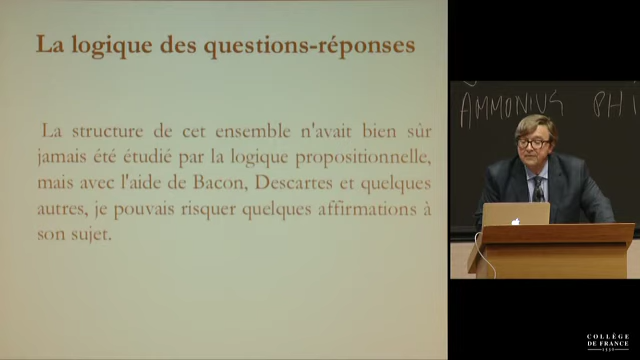 La logique des questions-réponses
La structure de cet ensemble n'avait bien sûr
jamais été étudié par la logique propositionnelle,
mais avec l'aide de Bacon, Descartes et quelques
autres, je pouvais risquer quelques affirmations à
son sujet.
AMMONIUS PHI
COLLÈGE
DE FRANCE
1530